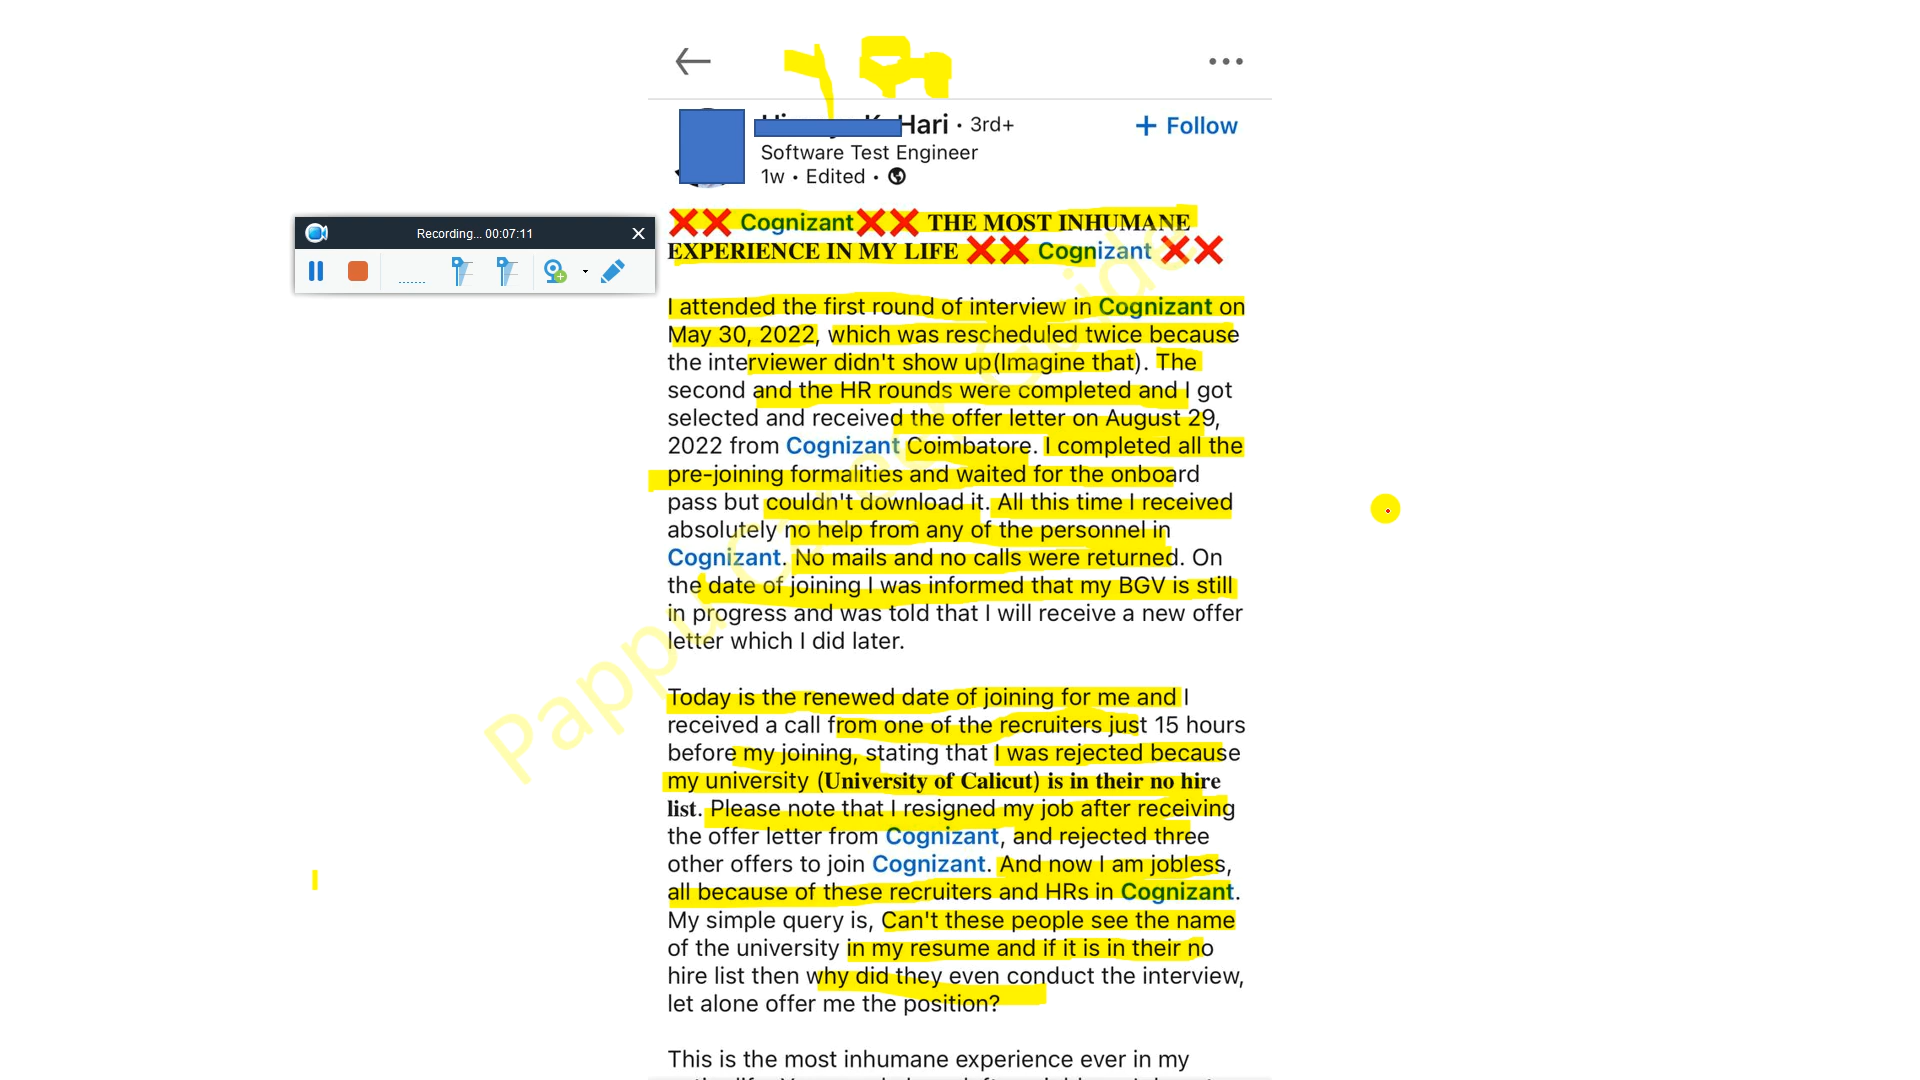 Hari • 3rd+
+ Follow
Software Test Engineer
1w • Edited •
❌❌ Cognizant❌❌ THE MOST INHUMANE
EXPERIENCE IN MY LIFE ❌❌ Cognizant ❌❌
Recording... 00:07:11
I attended the first round of interview in Cognizant on
May 30, 2022, which was rescheduled twice because
the interviewer didn't show up(Imagine that). The
second and the HR rounds were completed and I got
selected and received the offer letter on August 29,
2022 from Cognizant Coimbatore. I completed all the
pre-joining formalities and waited for the onboard
pass but couldn't download it. All this time I received
absolutely no help from any of the personnel in
Cognizant. No mails and no calls were returned. On
the date of joining I was informed that my BGV is still
in progress and was told that I will receive a new offer
letter which I did later.
Today is the renewed date of joining for me and I
received a call from one of the recruiters just 15 hours
before my joining, stating that I was rejected because
my university (University of Calicut) is in their no hire
list. Please note that I resigned my job after receiving
the offer letter from Cognizant, and rejected three
other offers to join Cognizant. And now I am jobless,
all because of these recruiters and HRs in Cognizant.
My simple query is, Can't these people see the name
of the university in my resume and if it is in their no
hire list then why did they even conduct the interview,
let alone offer me the position?
This is the most inhumane experience ever in my
Pappu